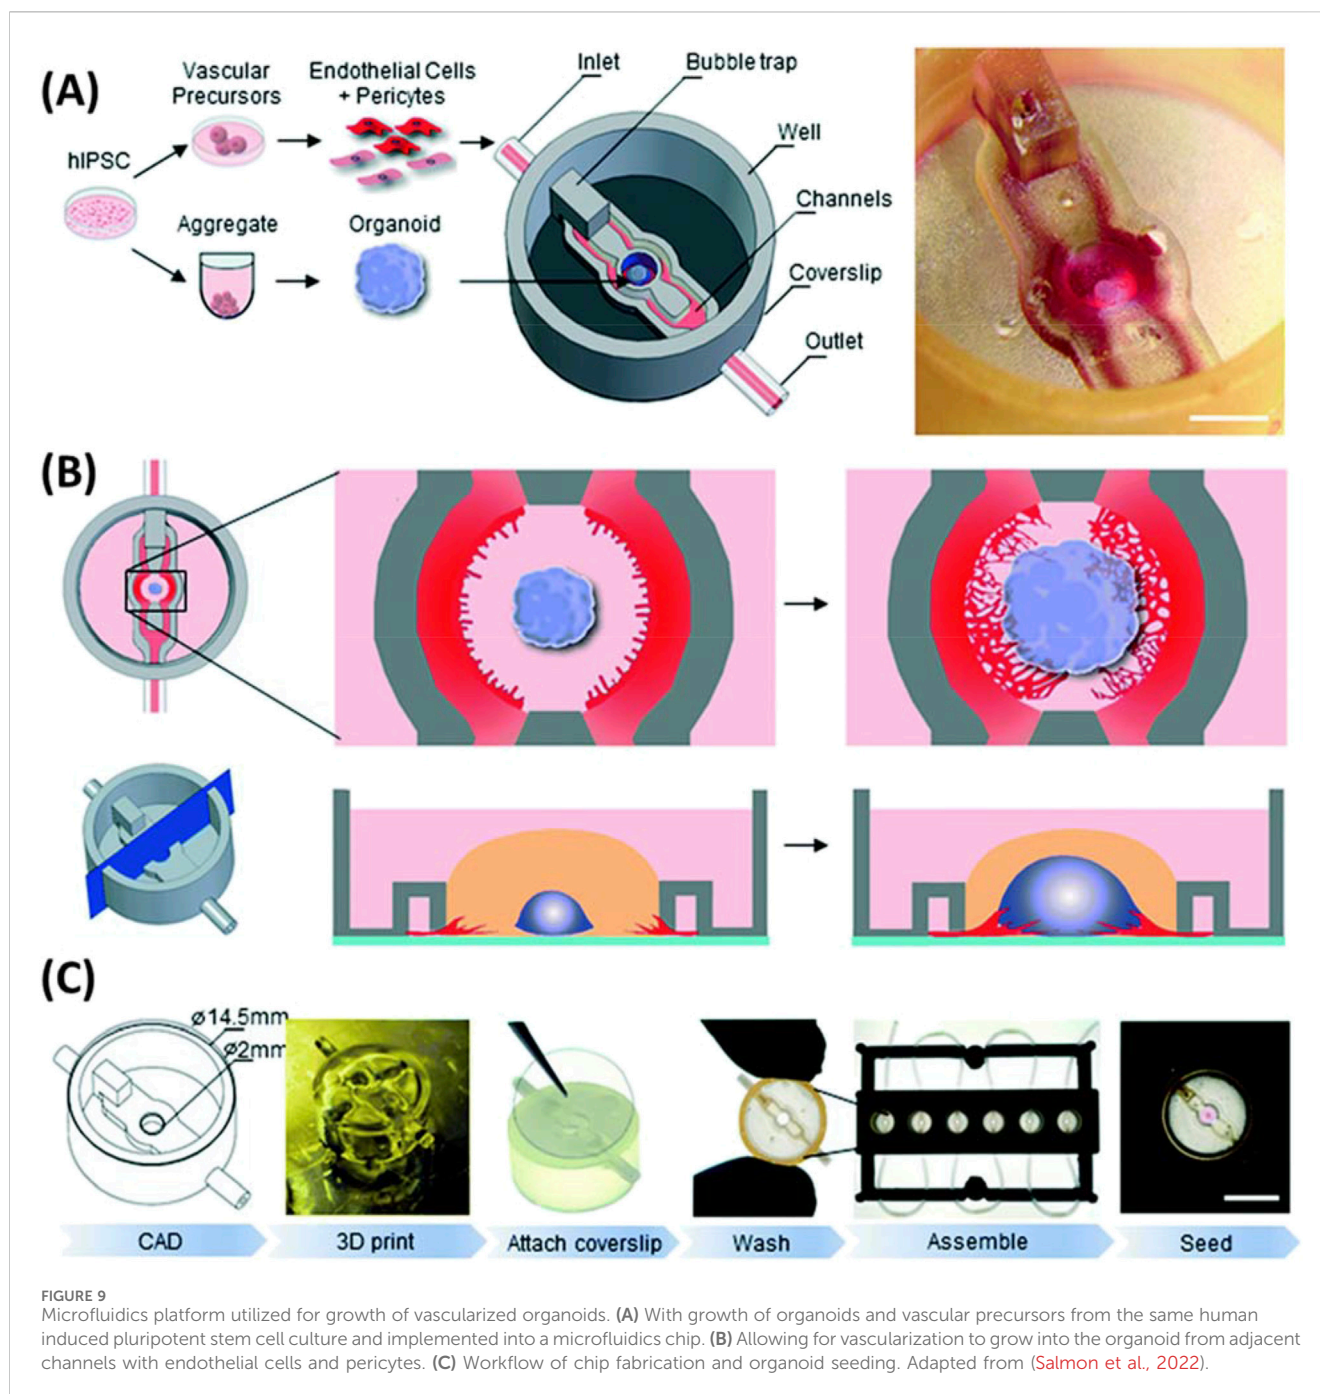 (A)
Vascular
Precursors
Endothelial Cells
+ Pericytes
Inlet
Bubble trap
Well
hIPSC
Channels
Aggregate
Organoid
Coverslip
Outlet
(B)
(C)
ø14.5mm
ø2mm
CAD
3D print
Attach coverslip
Wash
Assemble
Seed
FIGURE 9
Microfluidics platform utilized for growth of vascularized organoids. (A) With growth of organoids and vascular precursors from the same human
induced pluripotent stem cell culture and implemented into a microfluidics chip. (B) Allowing for vascularization to grow into the organoid from adjacent
channels with endothelial cells and pericytes. (C) Workflow of chip fabrication and organoid seeding. Adapted from (Salmon et al., 2022).